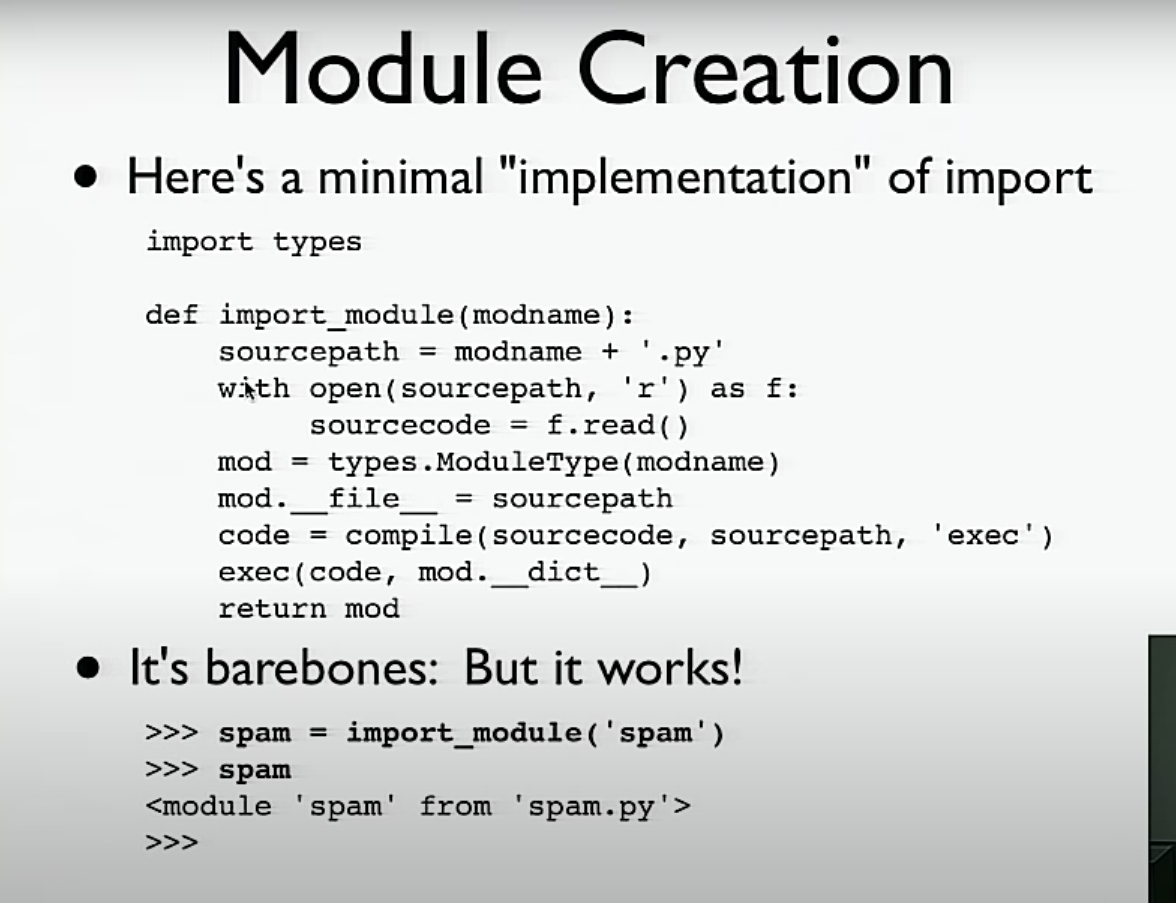 Module Creation
• Here's a minimal "implementation" of import
import types
def import_module(modname):
    sourcepath = modname + '.py'
    with open(sourcepath, 'r') as f:
         sourcecode = f.read()
    mod = types.ModuleType(modname)
    mod.__file__ = sourcepath
    code = compile(sourcecode, sourcepath, 'exec')
    exec(code, mod.__dict__)
    return mod
• It's barebones: But it works!
>>> spam = import_module('spam')
>>> spam
<module 'spam' from 'spam.py'>
>>>